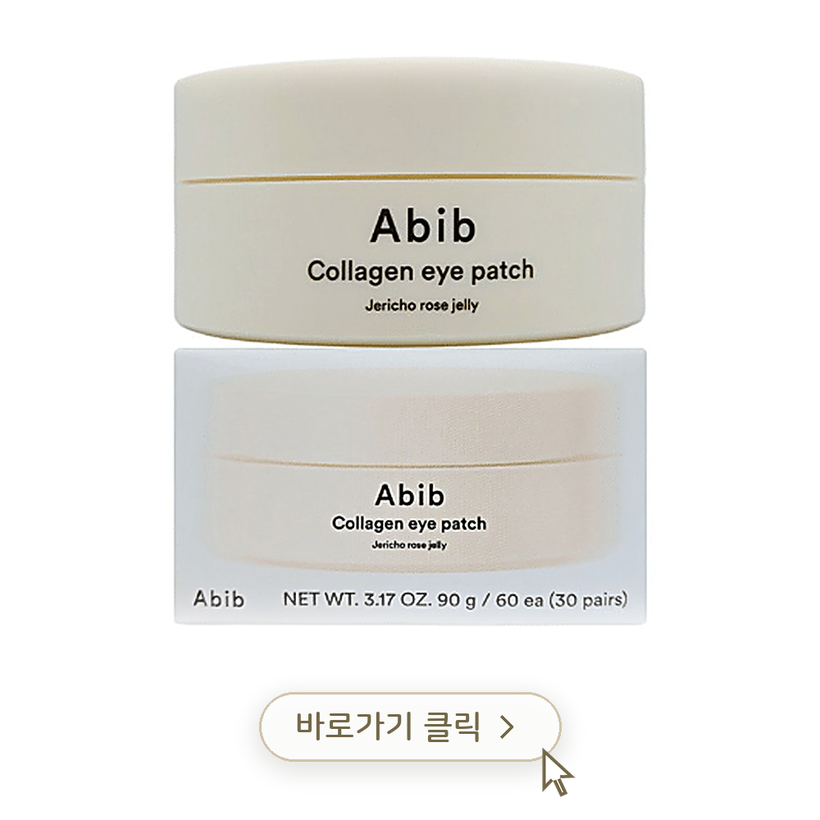 Abib
Collagen eye patch
Jericho rose jelly
Abib
Collagen eye patch
Jericho rose jelly
Abib NET WT. 3.17 OZ. 90 g / 60 ea (30 pairs)
바로가기 클릭 >